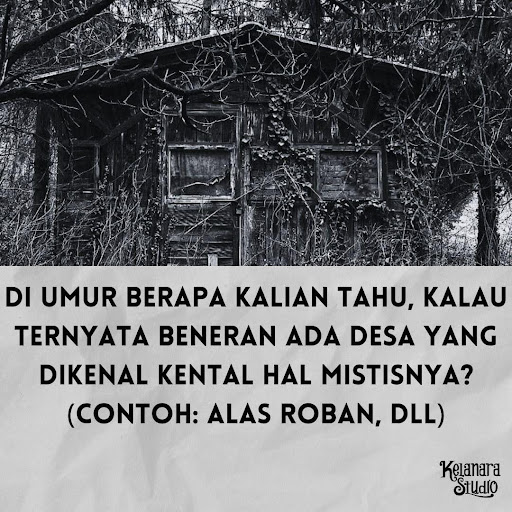 DI UMUR BERAPA KALIAN TAHU, KALAU
TERNYATA BENERAN ADA DESA YANG
DIKENAL KENTAL HAL MISTISNYA?
(CONTOH: ALAS ROBAN, DLL)
Kelanara
Studio